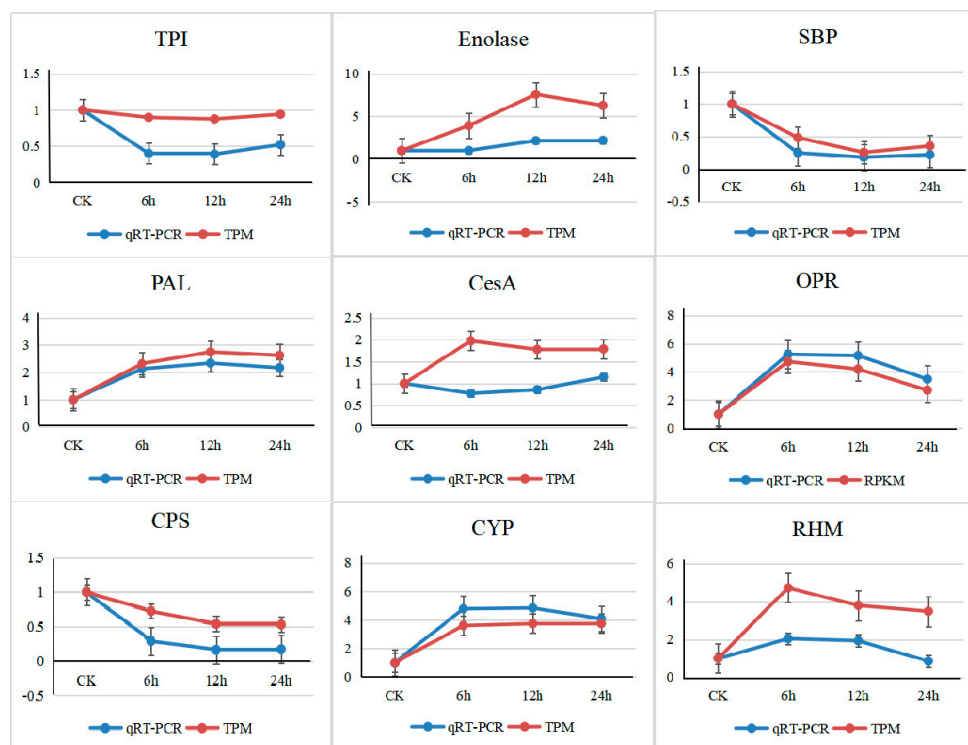 TPI
1.5
1
0.5
0
CK 6h 12h 24h
qRT-PCR TPM
Enolase
10
5
0
-5
CK 6h 12h 24h
qRT-PCR TPM
SBP
1.5
1
0.5
0
-0.5
CK 6h 12h 24h
qRT-PCR TPM
PAL
4
3
2
1
0
CK 6h 12h 24h
qRT-PCR TPM
CesA
2.5
2
1.5
1
0.5
0
CK 6h 12h 24h
qRT-PCR TPM
OPR
8
6
4
2
0
CK 6h 12h 24h
qRT-PCR RPKM
CPS
1.5
1
0.5
0
-0.5
CK 6h 12h 24h
qRT-PCR TPM
CYP
8
6
4
2
0
CK 6h 12h 24h
qRT-PCR TPM
RHM
6
4
2
0
CK 6h 12h 24h
qRT-PCR TPM